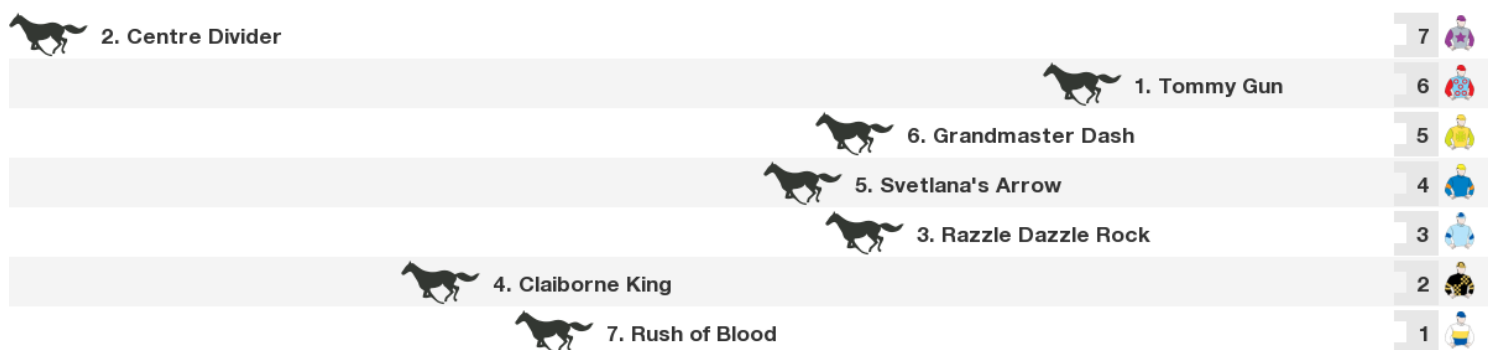 2. Centre Divider 7
1. Tommy Gun 6
6. Grandmaster Dash 5
5. Svetlana's Arrow 4
3. Razzle Dazzle Rock 3
4. Claiborne King 2
7. Rush of Blood 1